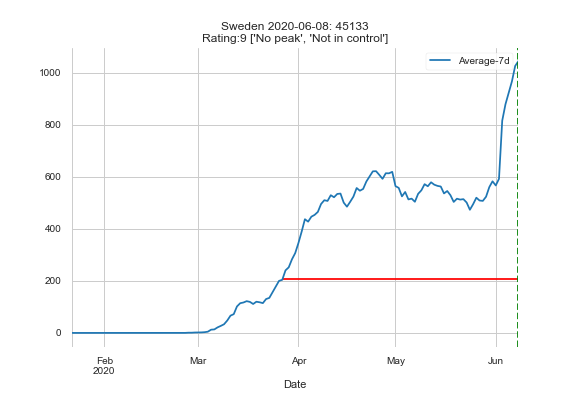 Sweden 2020-06-08: 45133
Rating:9 ['No peak', 'Not in control']
Average-7d
1000
800
600
400
200
0
Feb Mar Apr May Jun
2020
Date